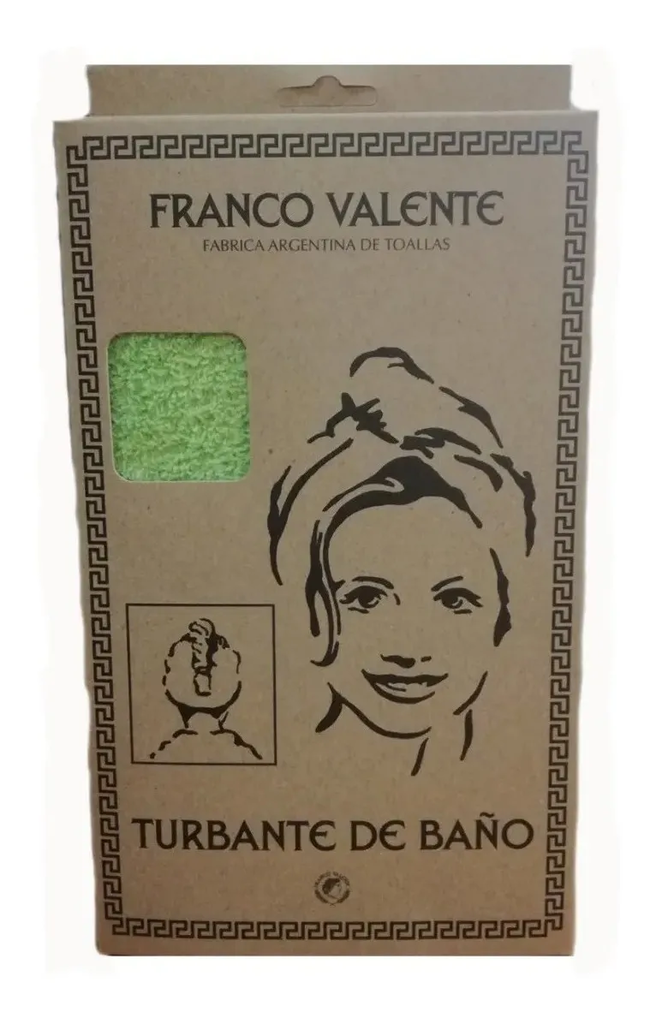 FRANCO VALENTE
FABRICA ARGENTINA DE TOALLAS
TURBANTE DE BAÑO